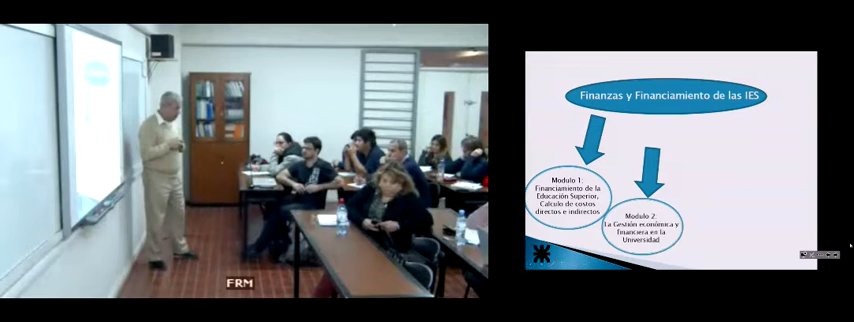 FRM
Finanzas y Financiamiento de las IES
Modulo 1:
Financiamiento de la
Educación Superior,
Calculo de costos
directos e indirectos
Modulo 2:
La Gestión económica y
financiera en la
Universidad